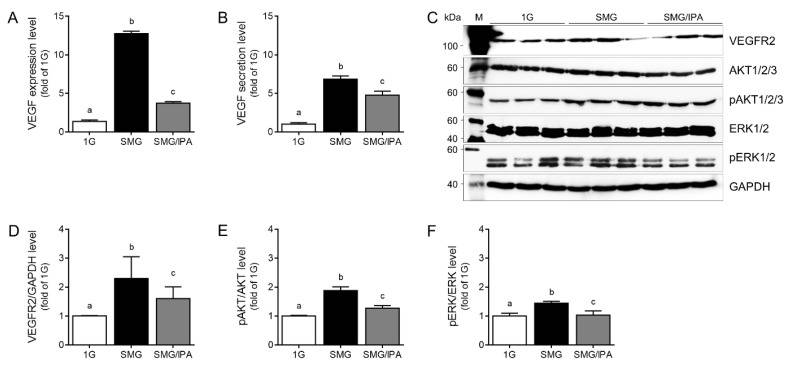 A
VEGF expression level
(fold of 1G)
15
10
5
0
b
c
a
1G SMG SMG/IPA
B
VEGF secretion level
(fold of 1G)
15
10
5
0
b
c
a
1G SMG SMG/IPA
C
kDa M 1G SMG SMG/IPA
100 VEGFR2
60 AKT1/2/3
60
50 pAKT1/2/3
60
40 ERK1/2
60
40 pERK1/2
40 GAPDH
D
VEGFR2/GAPDH level
(fold of 1G)
4
3
2
1
0
a
b
c
1G SMG SMG/IPA
E
pAKT/AKT level
(fold of 1G)
4
3
2
1
0
a
b
c
1G SMG SMG/IPA
F
pERK/ERK level
(fold of 1G)
4
3
2
1
0
a
b
c
1G SMG SMG/IPA